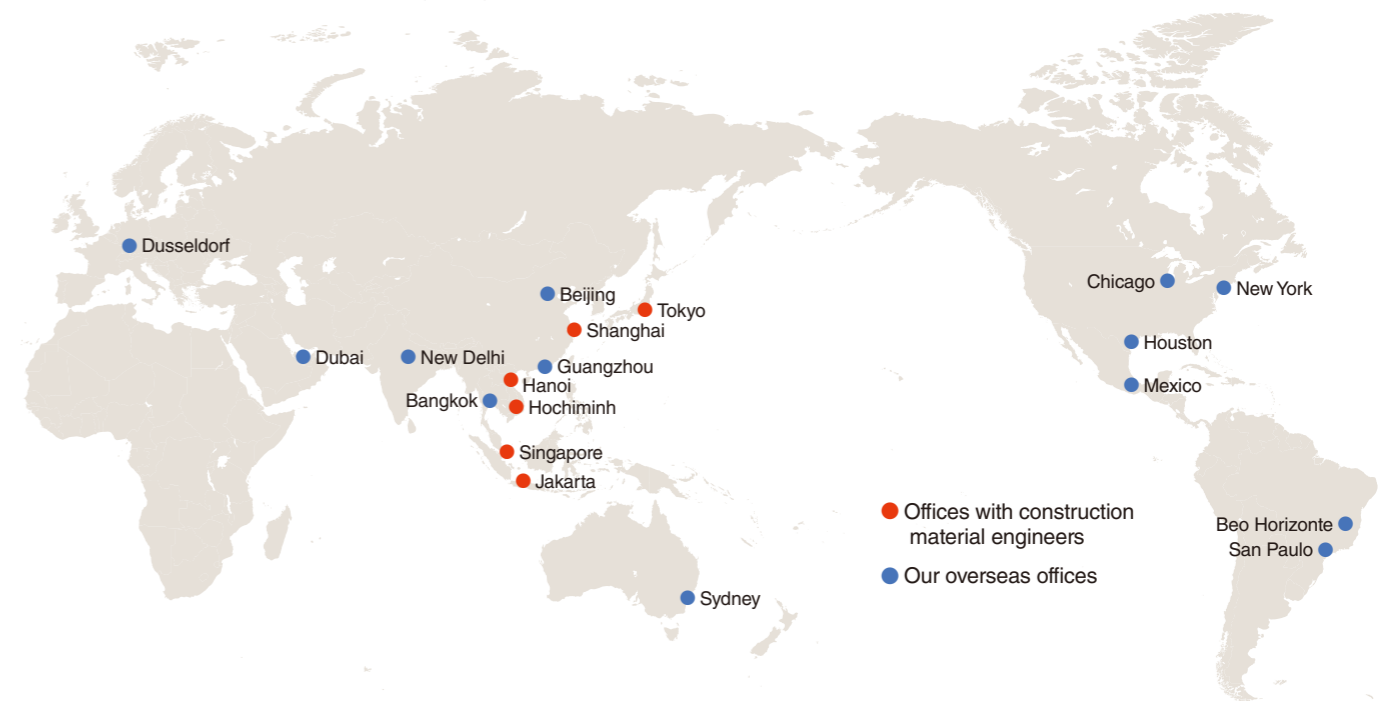 Dusseldorf
Beijing
Tokyo
Shanghai
Dubai
New Delhi
Guangzhou
Hanoi
Bangkok
Hochiminh
Singapore
Jakarta
Sydney
Chicago
New York
Houston
Mexico
Beo Horizonte
San Paulo
Offices with construction
material engineers
Our overseas offices